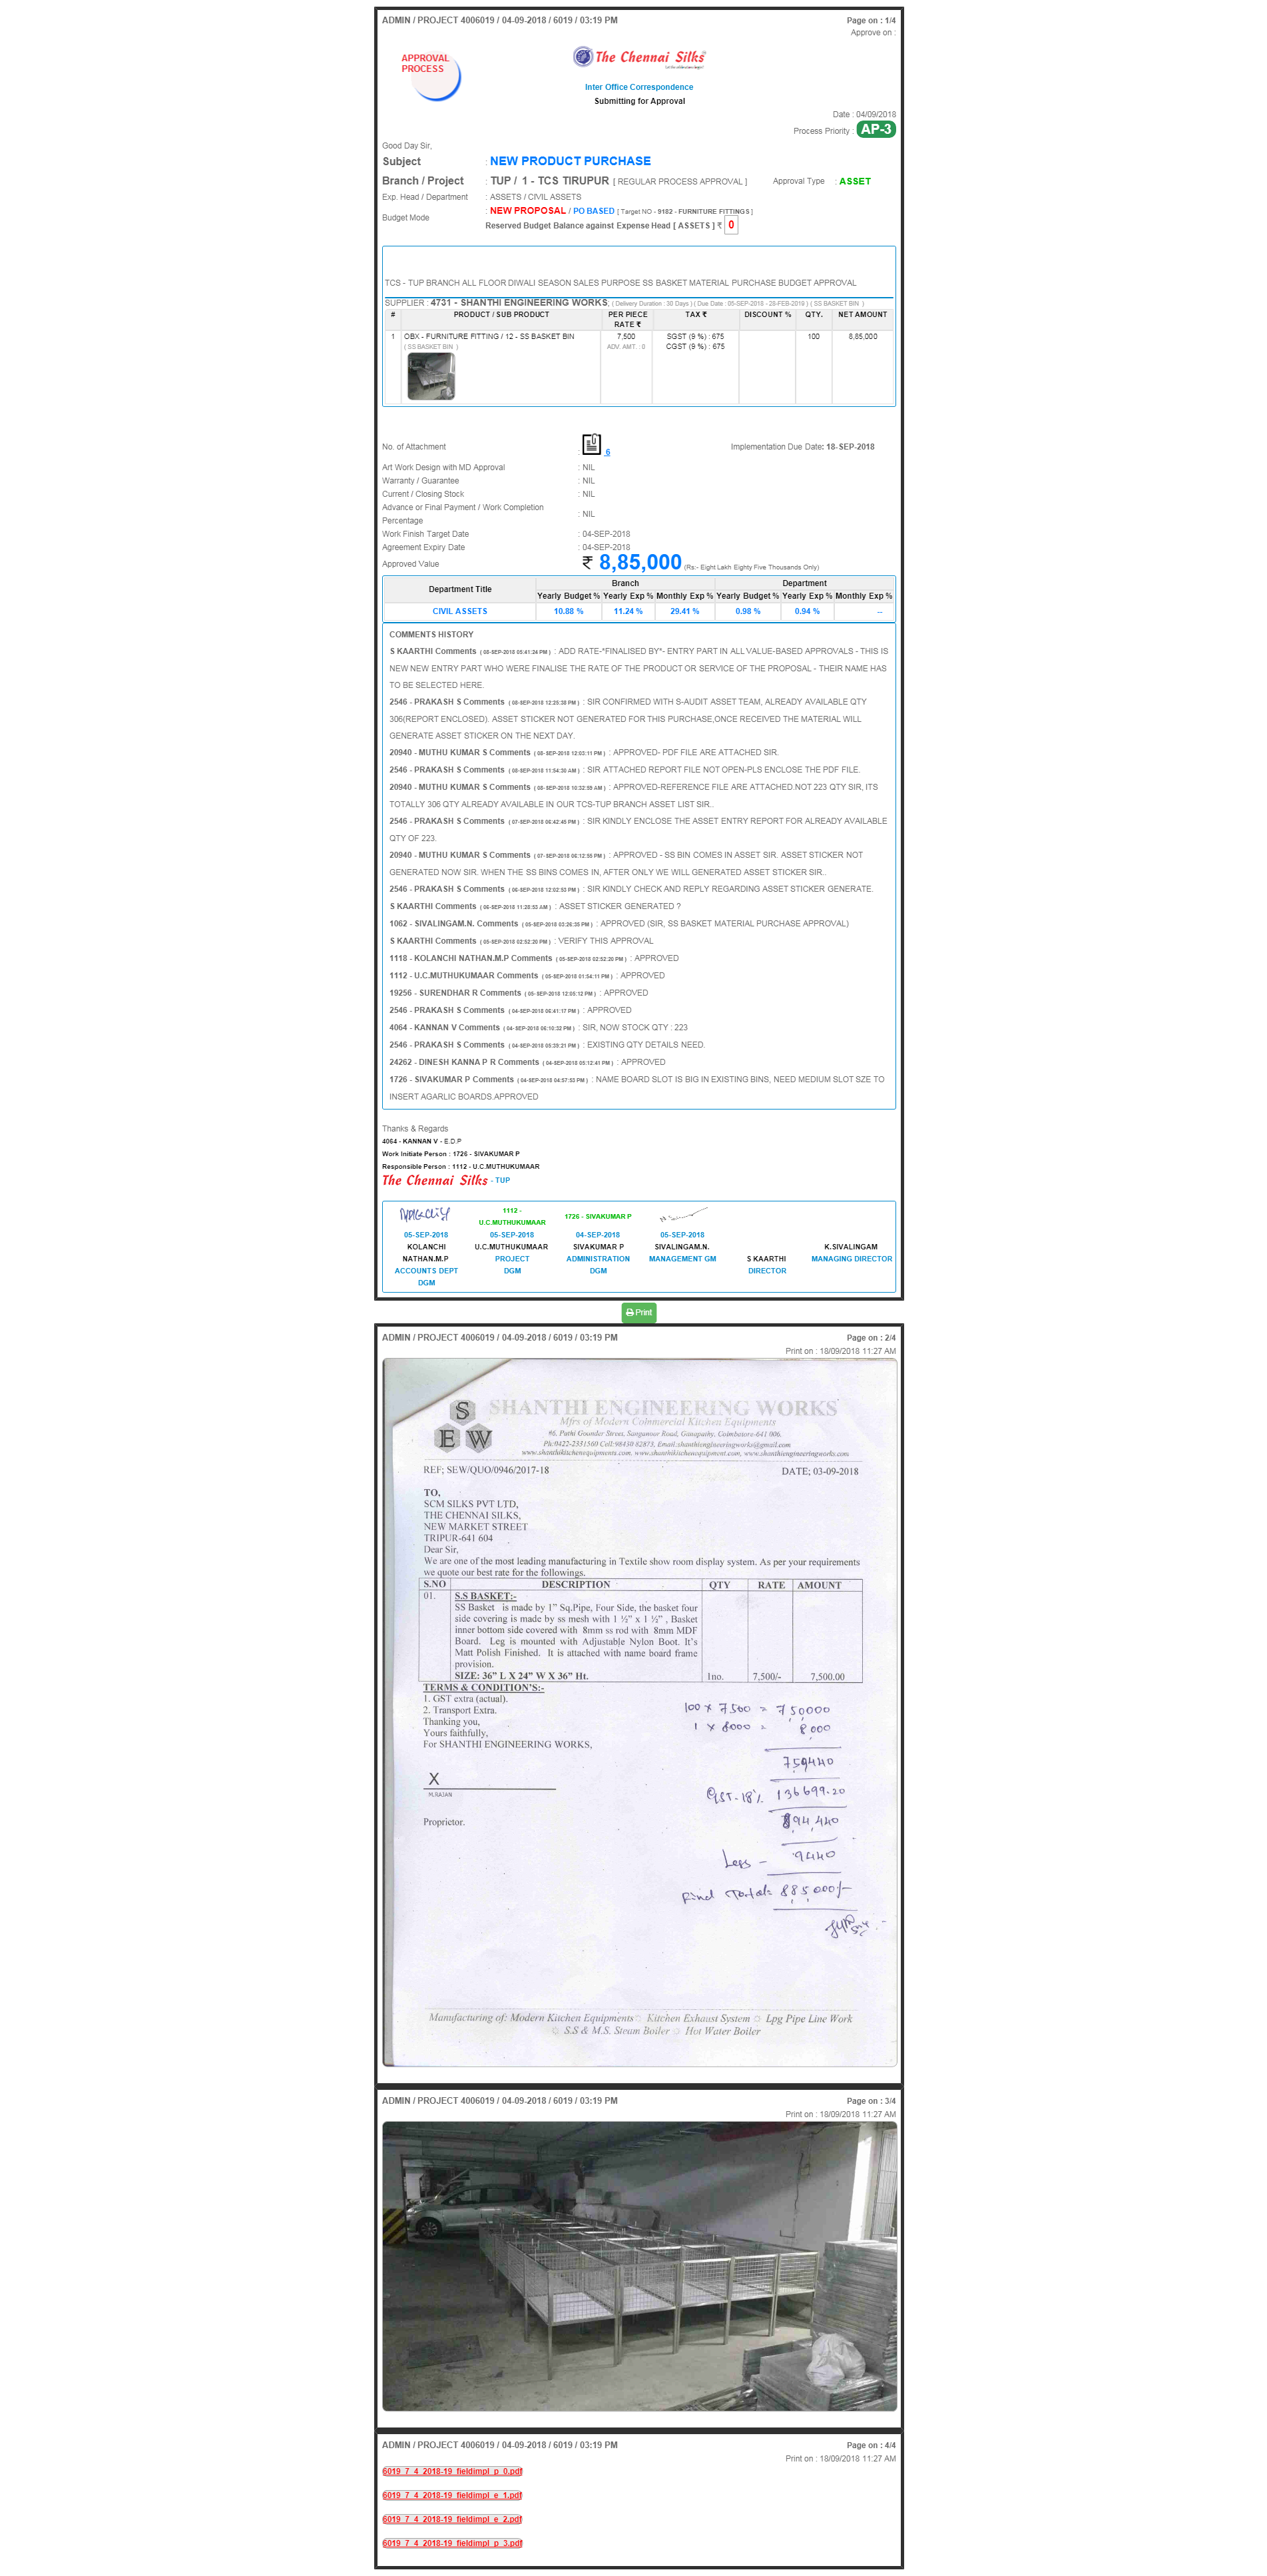 ADMIN / PROJECT 4006019 / 04-09-2018 / 6019 / 03:19 PM Page on : 1/4
Approve on :
APPROVAL
PROCESS
The Chennai Silks
Inter Office Correspondence
Submitting for Approval
Date : 04/09/2018
Process Priority : AP-3
Good Day Sir,
Subject : NEW PRODUCT PURCHASE
Branch / Project : TUP / 1 - TCS TIRUPUR [ REGULAR PROCESS APPROVAL ] Approval Type : ASSET
Exp. Head / Department : ASSETS / CIVIL ASSETS
Budget Mode : NEW PROPOSAL / PO BASED [ Target NO - 9182 - FURNITURE FITTINGS ]
Reserved Budget Balance against Expense Head [ ASSETS ] ₹ 0
TCS - TUP BRANCH ALL FLOOR DIWALI SEASON SALES PURPOSE SS BASKET MATERIAL PURCHASE BUDGET APPROVAL
SUPPLIER : 4731 - SHANTHI ENGINEERING WORKS; ( Delivery Duration : 30 Days ) ( Due Date : 05-SEP-2018 - 28-FEB-2019 ) ( SS BASKET BIN )
# PRODUCT / SUB PRODUCT PER PIECE RATE ₹ TAX ₹ DISCOUNT % QTY. NET AMOUNT
1 OBX - FURNITURE FITTING / 12 - SS BASKET BIN 7,500 SGST (9 %) : 675 100 8,85,000
( SS BASKET BIN ) ADV. AMT. : 0 CGST (9 %) : 675
No. of Attachment : 6 Implementation Due Date: 18-SEP-2018
Art Work Design with MD Approval : NIL
Warranty / Guarantee : NIL
Current / Closing Stock : NIL
Advance or Final Payment / Work Completion Percentage : NIL
Work Finish Target Date : 04-SEP-2018
Agreement Expiry Date : 04-SEP-2018
Approved Value ₹ 8,85,000 (Rs:- Eight Lakh Eighty Five Thousands Only)
Department Title Branch Department
Yearly Budget % Yearly Exp % Monthly Exp % Yearly Budget % Yearly Exp % Monthly Exp %
CIVIL ASSETS 10.88 % 11.24 % 29.41 % 0.98 % 0.94 % --
COMMENTS HISTORY
S KAARTHI Comments ( 08-SEP-2018 05:41:24 PM ) : ADD RATE-"FINALISED BY"- ENTRY PART IN ALL VALUE-BASED APPROVALS - THIS IS
NEW NEW ENTRY PART WHO WERE FINALISE THE RATE OF THE PRODUCT OR SERVICE OF THE PROPOSAL - THEIR NAME HAS
TO BE SELECTED HERE.
2546 - PRAKASH S Comments ( 08-SEP-2018 12:25:38 PM ) : SIR CONFIRMED WITH S-AUDIT ASSET TEAM, ALREADY AVAILABLE QTY
306(REPORT ENCLOSED). ASSET STICKER NOT GENERATED FOR THIS PURCHASE,ONCE RECEIVED THE MATERIAL WILL
GENERATE ASSET STICKER ON THE NEXT DAY.
20940 - MUTHU KUMAR S Comments ( 08-SEP-2018 12:03:11 PM ) : APPROVED- PDF FILE ARE ATTACHED SIR.
2546 - PRAKASH S Comments ( 08-SEP-2018 11:54:30 AM ) : SIR ATTACHED REPORT FILE NOT OPEN-PLS ENCLOSE THE PDF FILE.
20940 - MUTHU KUMAR S Comments ( 08-SEP-2018 10:32:59 AM ) : APPROVED-REFERENCE FILE ARE ATTACHED.NOT 223 QTY SIR, ITS
TOTALLY 306 QTY ALREADY AVAILABLE IN OUR TCS-TUP BRANCH ASSET LIST SIR..
2546 - PRAKASH S Comments ( 07-SEP-2018 06:42:45 PM ) : SIR KINDLY ENCLOSE THE ASSET ENTRY REPORT FOR ALREADY AVAILABLE
QTY OF 223.
20940 - MUTHU KUMAR S Comments ( 07-SEP-2018 06:12:55 PM ) : APPROVED - SS BIN COMES IN ASSET SIR. ASSET STICKER NOT
GENERATED NOW SIR. WHEN THE SS BINS COMES IN, AFTER ONLY WE WILL GENERATED ASSET STICKER SIR..
2546 - PRAKASH S Comments ( 06-SEP-2018 12:02:53 PM ) : SIR KINDLY CHECK AND REPLY REGARDING ASSET STICKER GENERATE.
S KAARTHI Comments ( 06-SEP-2018 11:28:53 AM ) : ASSET STICKER GENERATED ?
1062 - SIVALINGAM.N. Comments ( 05-SEP-2018 03:26:35 PM ) : APPROVED (SIR, SS BASKET MATERIAL PURCHASE APPROVAL)
S KAARTHI Comments ( 05-SEP-2018 02:52:20 PM ) : VERIFY THIS APPROVAL
1118 - KOLANCHI NATHAN.M.P Comments ( 05-SEP-2018 02:52:20 PM ) : APPROVED
1112 - U.C.MUTHUKUMAAR Comments ( 05-SEP-2018 01:54:11 PM ) : APPROVED
19256 - SURENDHAR R Comments ( 05-SEP-2018 12:05:12 PM ) : APPROVED
2546 - PRAKASH S Comments ( 04-SEP-2018 06:41:17 PM ) : APPROVED
4064 - KANNAN V Comments ( 04-SEP-2018 06:10:32 PM ) : SIR, NOW STOCK QTY : 223
2546 - PRAKASH S Comments ( 04-SEP-2018 05:39:21 PM ) : EXISTING QTY DETAILS NEED.
24262 - DINESH KANNA P R Comments ( 04-SEP-2018 05:12:41 PM ) : APPROVED
1726 - SIVAKUMAR P Comments ( 04-SEP-2018 04:57:53 PM ) : NAME BOARD SLOT IS BIG IN EXISTING BINS, NEED MEDIUM SLOT SZE TO
INSERT AGARLIC BOARDS.APPROVED
Thanks & Regards
4064 - KANNAN V - E.D.P
Work Initiate Person : 1726 - SIVAKUMAR P
Responsible Person : 1112 - U.C.MUTHUKUMAAR
The Chennai Silks - TUP
1112 - U.C.MUTHUKUMAAR 1726 - SIVAKUMAR P
05-SEP-2018 05-SEP-2018 04-SEP-2018 05-SEP-2018
KOLANCHI NATHAN.M.P U.C.MUTHUKUMAAR SIVAKUMAR P SIVALINGAM.N. S KAARTHI K.SIVALINGAM
ACCOUNTS DEPT DGM PROJECT DGM ADMINISTRATION DGM MANAGEMENT GM DIRECTOR MANAGING DIRECTOR
Print
ADMIN / PROJECT 4006019 / 04-09-2018 / 6019 / 03:19 PM Page on : 2/4
Print on : 18/09/2018 11:27 AM
SEW
SHANTHI ENGINEERING WORKS
Mfrs of Modern Colmmercial Kitchen Equipments
#6, Pathi Gounder Street, Sanganoor Road, Ganapathy, Coimbatore-641 006.
Ph:0422-2331560 Cell:98430 62873, Email:shanthiengineeringworks@gmail.com
www.shanthikitchenequipments.com, www.shanthikitchenequipment.com, www.shanthiengineeringworks.com
REF; SEW/QUO/0946/2017-18 DATE; 03-09-2018
TO,
SCM SILKS PVT LTD,
THE CHENNAI SILKS,
NEW MARKET STREET
TRIPUR-641 604
Dear Sir,
We are one of the most leading manufacturing in Textile show room display system. As per your requirements
we quote our best rate for the followings.
S.NO DESCRIPTION QTY RATE AMOUNT
01. S.S BASKET:-
SS Basket is made by 1" Sq.Pipe, Four Side, the basket four
side covering is made by ss mesh with 1 ½" x 1 ½" , Basket
inner bottom side covered with 8mm ss rod with 8mm MDF
Board. Leg is mounted with Adjustable Nylon Boot. It's
Matt Polish Finished. It is attached with name board frame
provision.
SIZE: 36" L X 24" W X 36" Ht. 1no. 7,500/- 7,500.00
TERMS & CONDITION'S:-
1. GST extra (actual).
2. Transport Extra.
Thanking you,
Yours faithfully,
For SHANTHI ENGINEERING WORKS,
100 x 7500 = 750000
1 x 8000 = 8,000
759440
GST-18% 136699.20
894,440
Less - 9440
Final Total: 885000/-
X
M.RAJAN
Proprietor.
Manufacturing of: Modern Kitchen Equipments Kitchen Exhaust System Lpg Pipe Line Work
S.S & M.S. Steam Boiler Hot Water Boiler
ADMIN / PROJECT 4006019 / 04-09-2018 / 6019 / 03:19 PM Page on : 3/4
Print on : 18/09/2018 11:27 AM
ADMIN / PROJECT 4006019 / 04-09-2018 / 6019 / 03:19 PM Page on : 4/4
Print on : 18/09/2018 11:27 AM
6019_7_4_2018-19_fieldimpl_p_0.pdf
6019_7_4_2018-19_fieldimpl_e_1.pdf
6019_7_4_2018-19_fieldimpl_e_2.pdf
6019_7_4_2018-19_fieldimpl_p_3.pdf